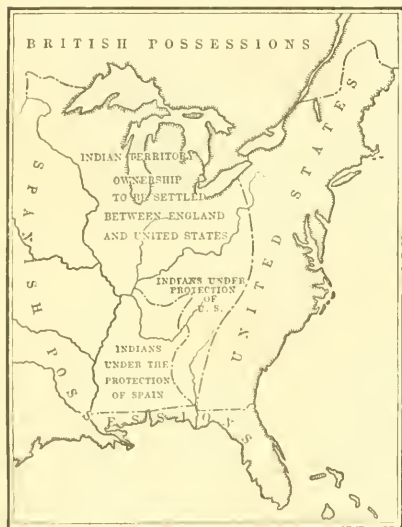 BRITISH POSSESSIONS
INDIAN TERRITORY
OWNERSHIP
TO BE SETTLED
BETWEEN ENGLAND
AND UNITED STATES
UNITED STATES
SPANISH POSSESSIONS
INDIANS UNDER
PROTECTION
OF
U. S.
INDIANS
UNDER THE
PROTECTION
OF SPAIN